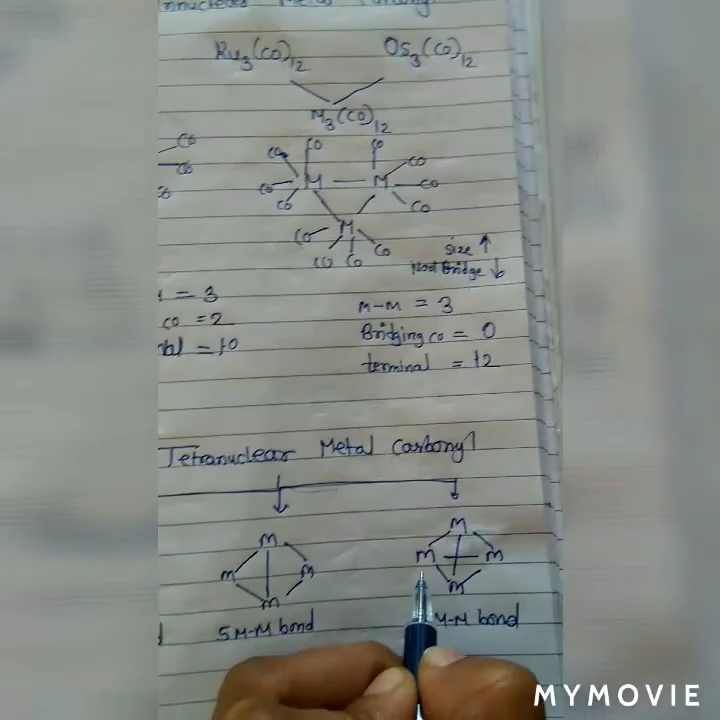 Metal Carbonyl
Ru3(CO)12 Os3(CO)12
M3(CO)12
CO CO
CO CO CO
CO M M CO
CO CO CO
M
CO CO
CO CO
Size ↑
Bridge ↓
= 3
CO = 2
= 10
M-M = 3
Bridging CO = 0
terminal = 12
Tetranuclear Metal Carbonyl
M M
M M M M
M M
5 M-M bond M-M bond
MYMOVIE